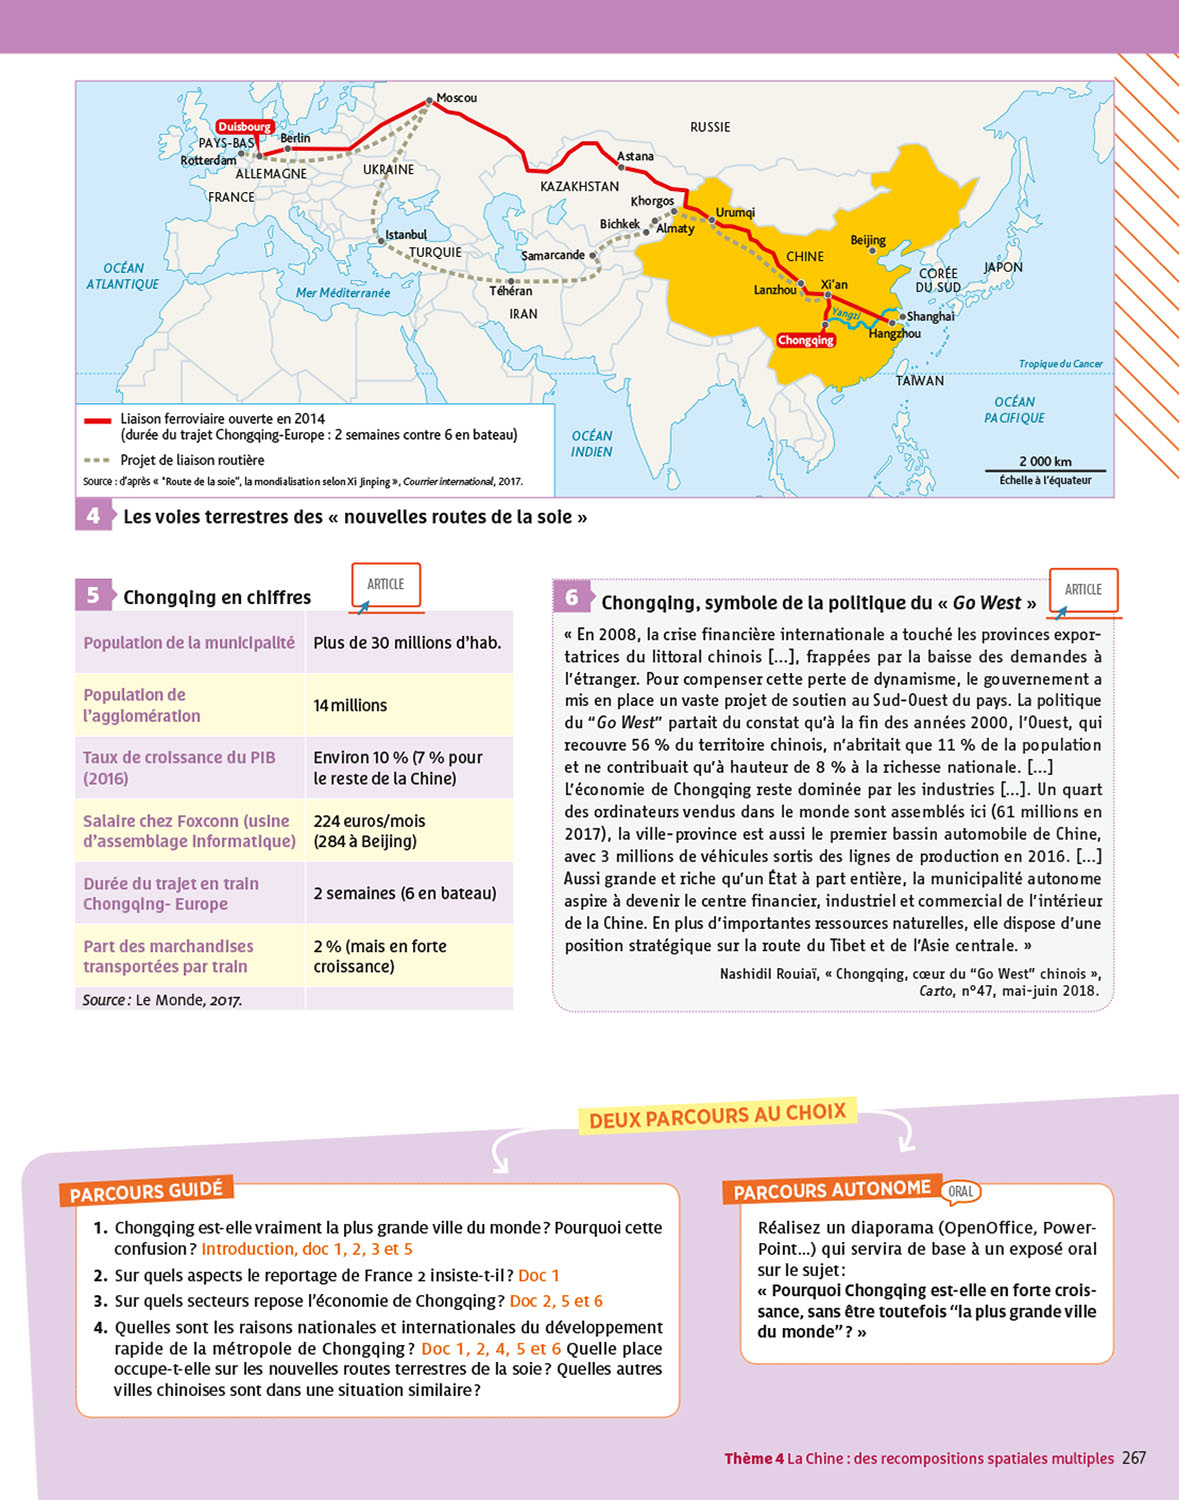 Moscou
RUSSIE
Duisbourg
PAYS-BAS
Berlin
Rotterdam
ALLEMAGNE
UKRAINE
Astana
KAZAKHSTAN
FRANCE
Khorgos
Urumqi
Bichkek
Almaty
Istanbul
TURQUIE
Samarcande
Beijing
CHINE
JAPON
CORÉE
DU SUD
OCÉAN
ATLANTIQUE
Mer Méditerranée
Téhéran
IRAN
Lanzhou
Xi'an
Yangzi
Shanghai
Hangzhou
Chongqing
Tropique du Cancer
TAÏWAN
OCÉAN
PACIFIQUE
OCÉAN
INDIEN
Liaison ferroviaire ouverte en 2014
(durée du trajet Chongqing-Europe : 2 semaines contre 6 en bateau)
Projet de liaison routière
Source : d'après « "Route de la soie", la mondialisation selon Xi Jinping », Courrier international, 2017.
2 000 km
Échelle à l'équateur
4 Les voies terrestres des « nouvelles routes de la soie »
5 Chongqing en chiffres
ARTICLE
Population de la municipalité Plus de 30 millions d'hab.
Population de
l'agglomération
14 millions
Taux de croissance du PIB
(2016)
Environ 10 % (7 % pour
le reste de la Chine)
Salaire chez Foxconn (usine
d'assemblage informatique)
224 euros/mois
(284 à Beijing)
Durée du trajet en train
Chongqing- Europe
2 semaines (6 en bateau)
Part des marchandises
transportées par train
2 % (mais en forte
croissance)
Source : Le Monde, 2017.
6 Chongqing, symbole de la politique du « Go West »
ARTICLE
« En 2008, la crise financière internationale a touché les provinces expor-
tatrices du littoral chinois [...], frappées par la baisse des demandes à
l'étranger. Pour compenser cette perte de dynamisme, le gouvernement a
mis en place un vaste projet de soutien au Sud-Ouest du pays. La politique
du "Go West" partait du constat qu'à la fin des années 2000, l'Ouest, qui
recouvre 56 % du territoire chinois, n'abritait que 11 % de la population
et ne contribuait qu'à hauteur de 8 % à la richesse nationale. [...]
L'économie de Chongqing reste dominée par les industries [...]. Un quart
des ordinateurs vendus dans le monde sont assemblés ici (61 millions en
2017), la ville-province est aussi le premier bassin automobile de Chine,
avec 3 millions de véhicules sortis des lignes de production en 2016. [...]
Aussi grande et riche qu'un État à part entière, la municipalité autonome
aspire à devenir le centre financier, industriel et commercial de l'intérieur
de la Chine. En plus d'importantes ressources naturelles, elle dispose d'une
position stratégique sur la route du Tibet et de l'Asie centrale. »
Nashidil Rouiaï, « Chongqing, cœur du "Go West" chinois »,
Carto, n°47, mai-juin 2018.
DEUX PARCOURS AU CHOIX
PARCOURS GUIDÉ
1. Chongqing est-elle vraiment la plus grande ville du monde ? Pourquoi cette
confusion ? Introduction, doc 1, 2, 3 et 5
2. Sur quels aspects le reportage de France 2 insiste-t-il ? Doc 1
3. Sur quels secteurs repose l'économie de Chongqing ? Doc 2, 5 et 6
4. Quelles sont les raisons nationales et internationales du développement
rapide de la métropole de Chongqing ? Doc 1, 2, 4, 5 et 6 Quelle place
occupe-t-elle sur les nouvelles routes terrestres de la soie ? Quelles autres
villes chinoises sont dans une situation similaire ?
PARCOURS AUTONOME
ORAL
Réalisez un diaporama (OpenOffice, Power-
Point...) qui servira de base à un exposé oral
sur le sujet :
« Pourquoi Chongqing est-elle en forte crois-
sance, sans être toutefois "la plus grande ville
du monde" ? »
Thème 4 La Chine : des recompositions spatiales multiples 267